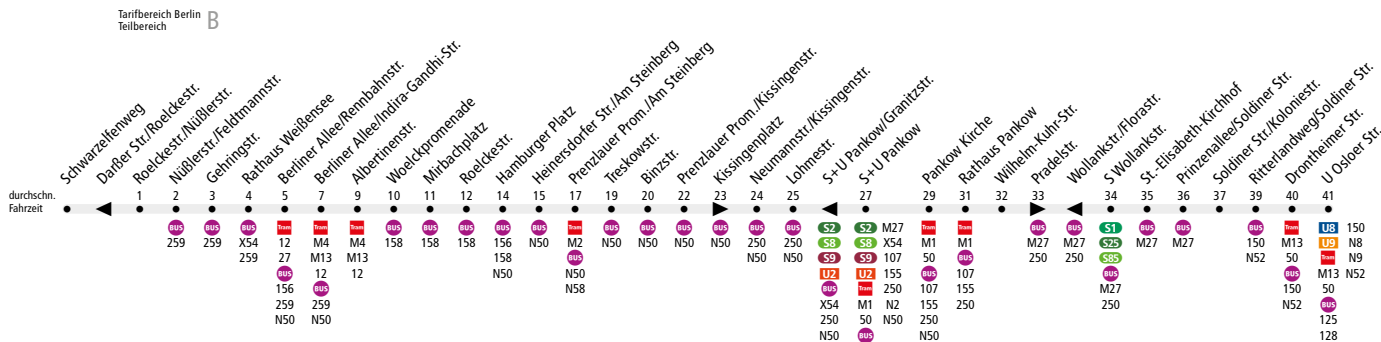 Tarifbereich Berlin
Teilbereich
B
Schwarzelfenweg
Darßer Str./Roelckestr.
Roelckestr./Nüßlerstr.
Nüßlerstr./Feldtmannstr.
Gehringstr.
Rathaus Weißensee
Berliner Allee/Rennbahnstr.
Berliner Allee/Indira-Gandhi-Str.
Albertinenstr.
Woelckpromenade
Mirbachplatz
Roelckestr.
Hamburger Platz
Heinersdorfer Str./Am Steinberg
Prenzlauer Prom./Am Steinberg
Treskowstr.
Binzstr.
Prenzlauer Prom./Kissingenstr.
Kissingenplatz
Neumannstr./Kissingenstr.
Lohmestr.
S+U Pankow/Granitzstr.
S+U Pankow
Pankow Kirche
Rathaus Pankow
Wilhelm-Kuhr-Str.
Pradelstr.
Wollankstr./Florastr.
S Wollankstr.
St.-Elisabeth-Kirchhof
Prinzenallee/Soldiner Str.
Soldiner Str./Koloniestr.
Ritterlandweg/Soldiner Str.
Drontheimer Str.
U Osloer Str.
durchschn.
Fahrzeit
1 2 3 4 5 7 9 10 11 12 14 15 17 19 20 22 23 24 25 27 29 31 32 33 34 35 36 37 39 40 41
BUS
259
BUS
259
BUS
X54
259
Tram
12
27
BUS
156
259
N50
Tram
M4
M13
12
BUS
259
N50
Tram
M4
M13
12
BUS
158
BUS
158
BUS
158
BUS
156
158
N50
BUS
N50
Tram
M2
BUS
N50
N58
BUS
N50
BUS
N50
BUS
N50
BUS
N50
BUS
250
N50
BUS
250
N50
S2
S8
S9
U2
BUS
X54
250
N50
S2
S8
S9
U2
Tram
M1
50
BUS
M27
X54
107
155
250
N2
N50
Tram
M1
50
BUS
107
155
250
N50
Tram
M1
BUS
107
155
250
BUS
M27
250
BUS
M27
250
S1
S25
S85
BUS
M27
250
BUS
M27
BUS
M27
BUS
150
N52
Tram
M13
50
BUS
150
N52
U8
U9
Tram
M13
50
BUS
125
128
150
N8
N9
N52